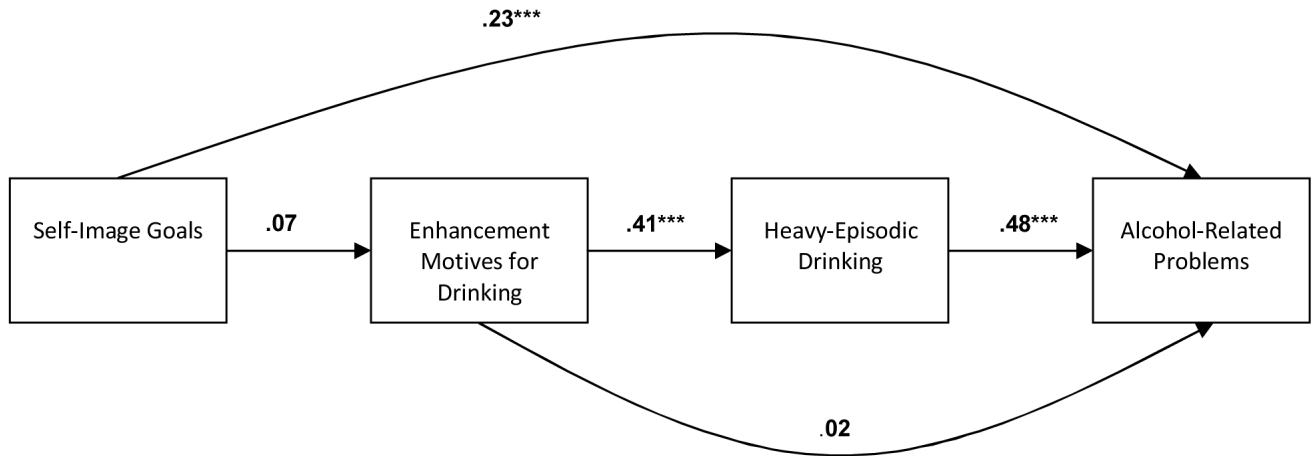 .23***
Self-Image Goals
.07
Enhancement
Motives for
Drinking
.41***
Heavy-Episodic
Drinking
.48***
Alcohol-Related
Problems
.02